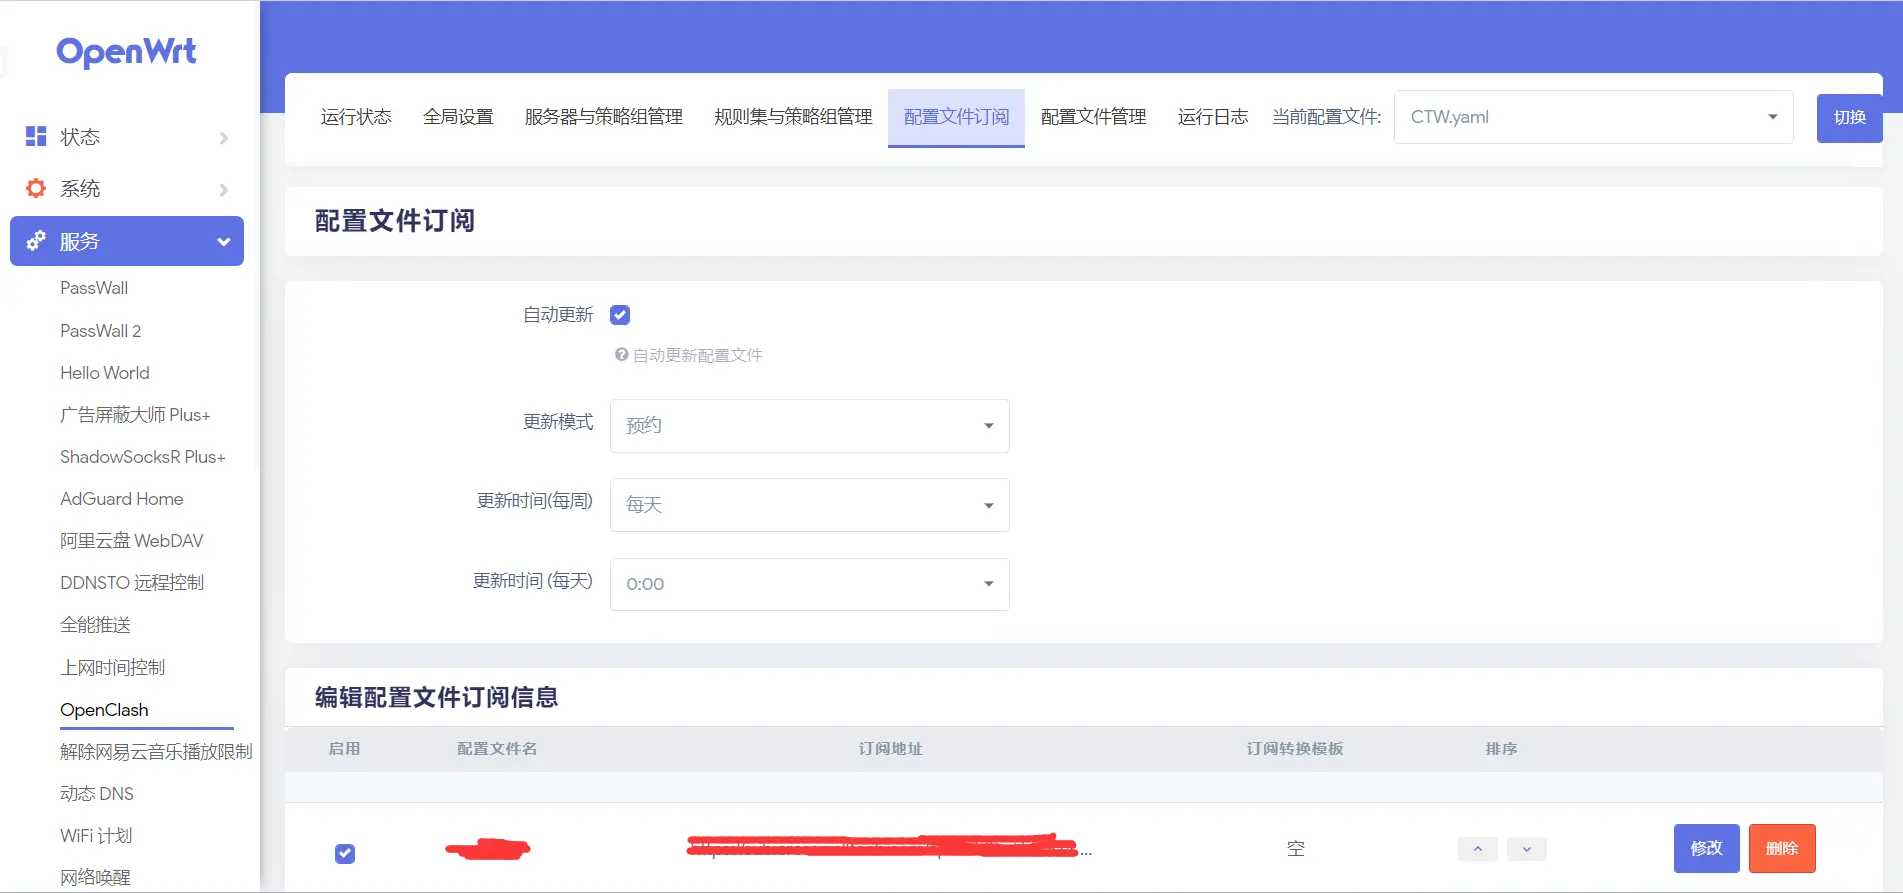 OpenWrt
状态
系统
服务
PassWall
PassWall 2
Hello World
广告屏蔽大师 Plus+
ShadowSocksR Plus+
AdGuard Home
阿里云盘 WebDAV
DDNSTO 远程控制
全能推送
上网时间控制
OpenClash
解除网易云音乐播放限制
动态 DNS
WiFi 计划
网络唤醒
运行状态 全局设置 服务器与策略组管理 规则集与策略组管理 配置文件订阅 配置文件管理 运行日志 当前配置文件: CTW.yaml 切换
配置文件订阅
自动更新
自动更新配置文件
更新模式 预约
更新时间(每周) 每天
更新时间 (每天) 0:00
编辑配置文件订阅信息
启用 配置文件名 订阅地址 订阅转换模板 排序
... 空 修改 删除